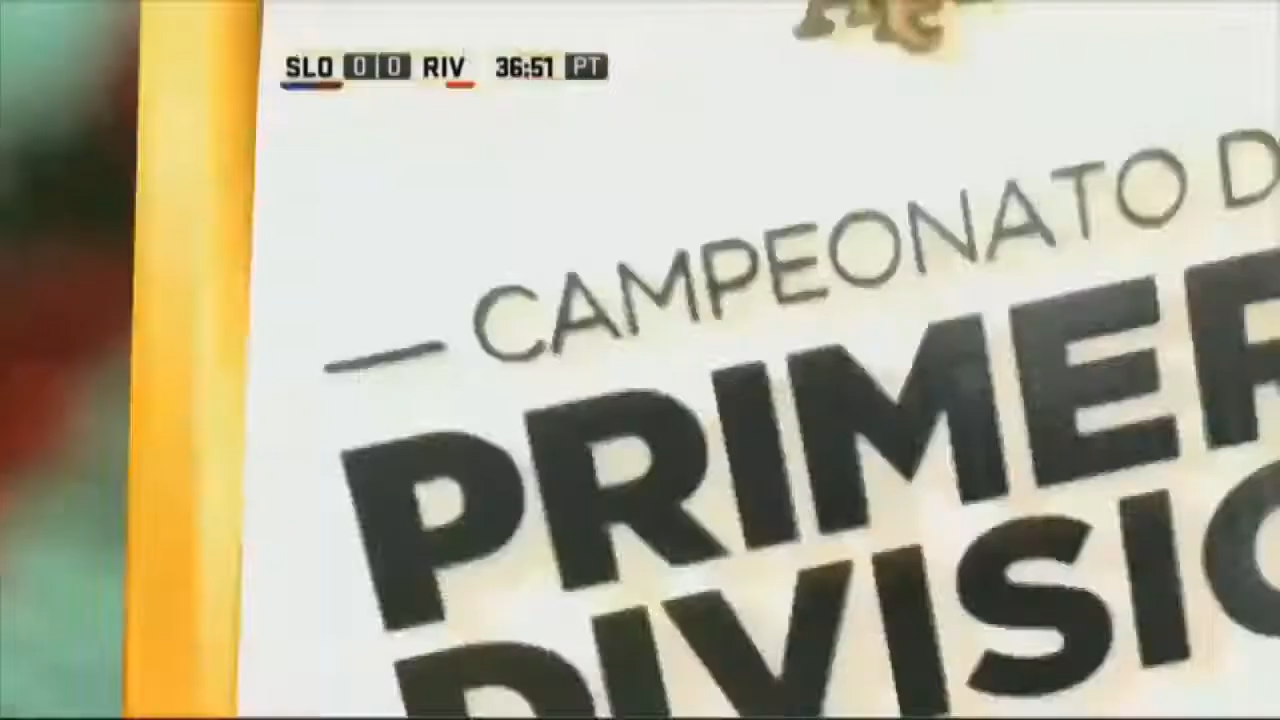 SLO 0 0 RIV 36:51 PT
— CAMPEONATO D
PRIMER
DIVISIO